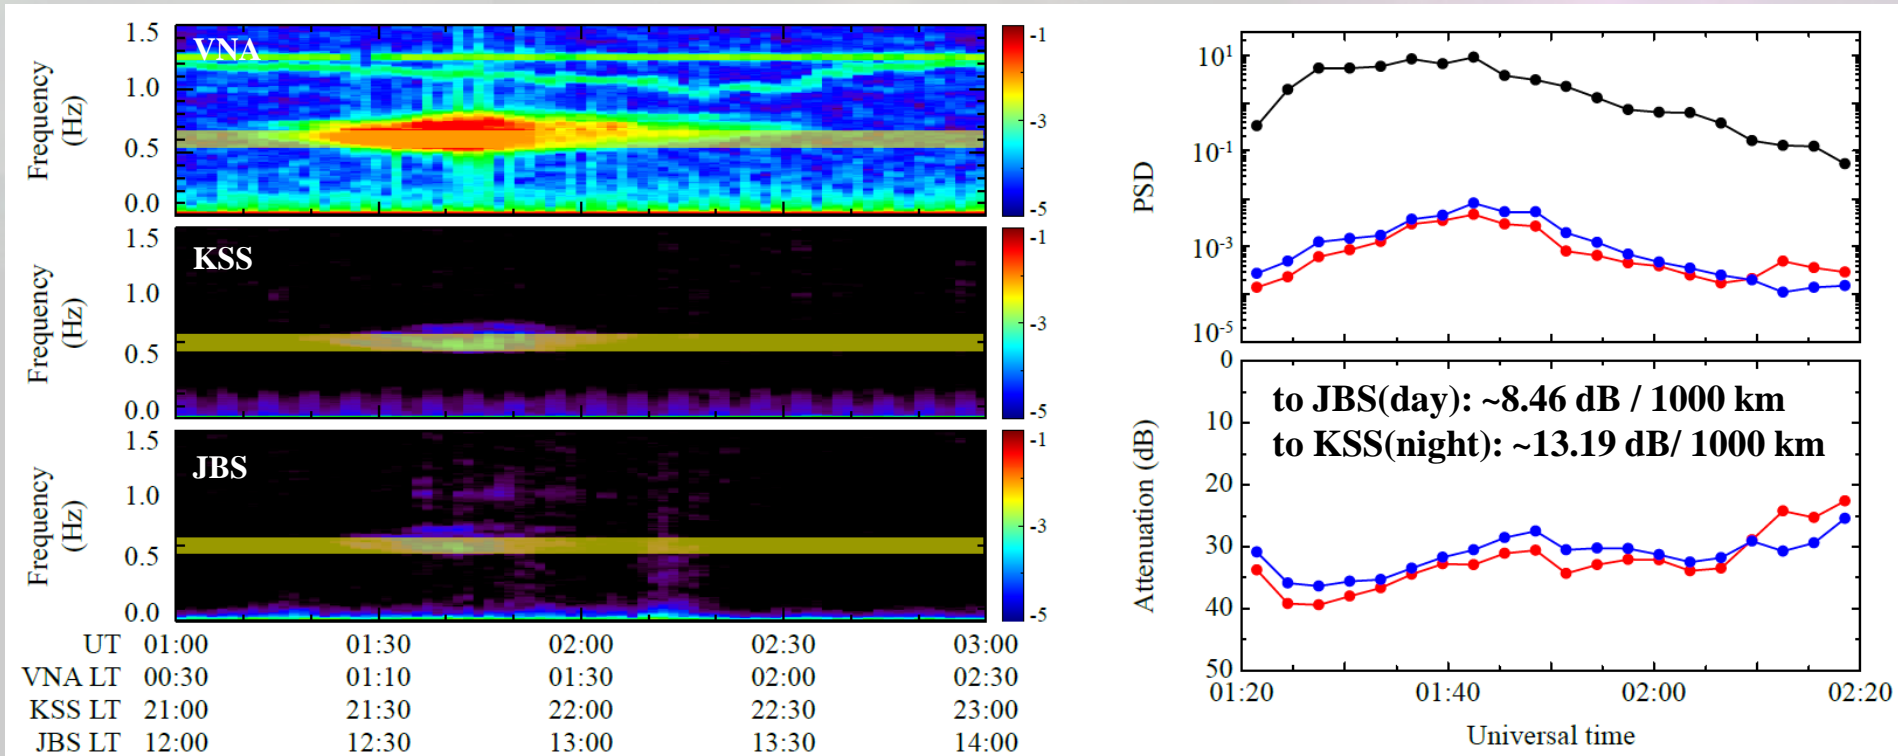 VNA
Frequency
(Hz)
1.5
1.0
0.5
0.0
-1
-3
-5
KSS
Frequency
(Hz)
1.5
1.0
0.5
0.0
-1
-3
-5
JBS
Frequency
(Hz)
1.5
1.0
0.5
0.0
-1
-3
-5
UT 01:00 01:30 02:00 02:30 03:00
VNA LT 00:30 01:10 01:30 02:00 02:30
KSS LT 21:00 21:30 22:00 22:30 23:00
JBS LT 12:00 12:30 13:00 13:30 14:00
PSD
10¹
10⁻¹
10⁻³
10⁻⁵
Attenuation (dB)
0
10
20
30
40
50
to JBS(day): ~8.46 dB / 1000 km
to KSS(night): ~13.19 dB/ 1000 km
01:20 01:40 02:00 02:20
Universal time